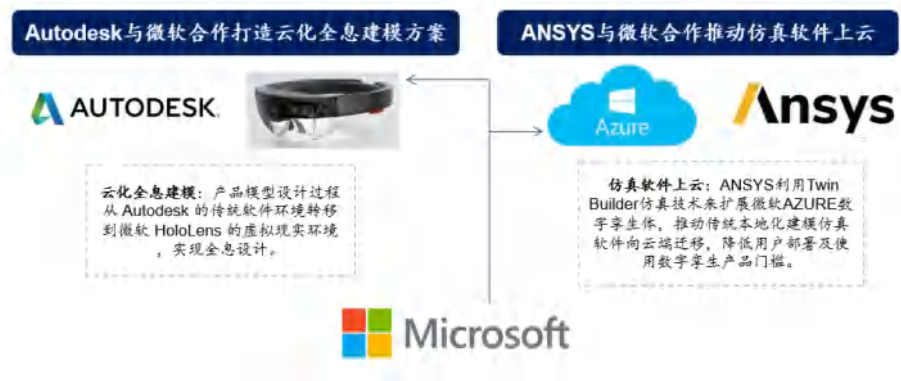 Autodesk与微软合作打造云化全息建模方案
ANSYS与微软合作推动仿真软件上云
AUTODESK.
Azure
Ansys
云化全息建模：产品模型设计过程
从 Autodesk 的传统软件环境转移
到微软 HoloLens 的虚拟现实环境
，实现全息设计。
仿真软件上云：ANSYS利用Twin
Builder仿真技术来扩展微软AZURE数
字孪生体，推动传统本地化建模仿真
软件向云端迁移，降低用户部署及使
用数字孪生产品门槛。
Microsoft